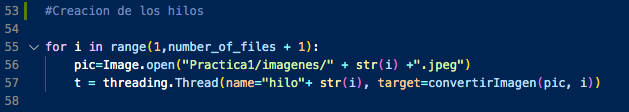 53 #Creacion de los hilos
54
55 for i in range(1,number_of_files + 1):
56 pic=Image.open("Practica1/imagenes/" + str(i) +".jpeg")
57 t = threading.Thread(name="hilo"+ str(i), target=convertirImagen(pic, i))
58